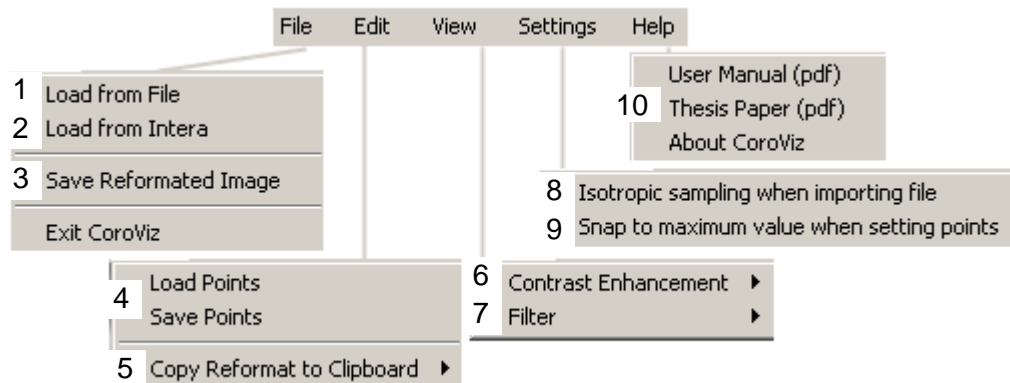 File Edit View Settings Help
1 Load from File
2 Load from Intera
3 Save Reformated Image
Exit CoroViz
4 Load Points
Save Points
5 Copy Reformat to Clipboard
6 Contrast Enhancement
7 Filter
8 Isotropic sampling when importing file
9 Snap to maximum value when setting points
User Manual (pdf)
10 Thesis Paper (pdf)
About CoroViz